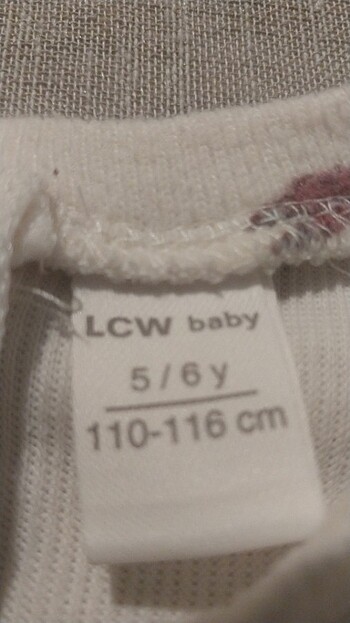 LCW baby
5 / 6 y
110-116 cm